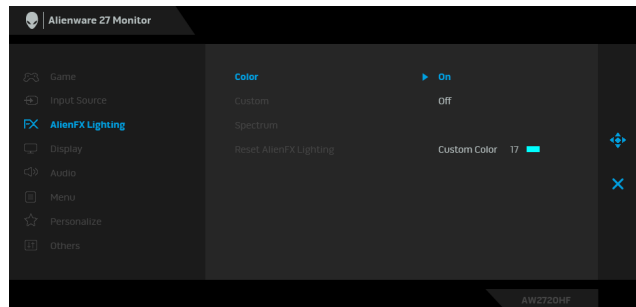 Alienware 27 Monitor
Game
Input Source
FX AlienFX Lighting
Display
Audio
Menu
Personalize
Others
Color
Custom
Spectrum
Reset AlienFX Lighting
On
Off
Custom Color 17
AW2720HF